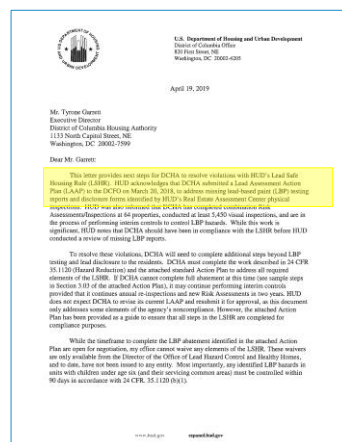 U.S. Department of Housing and Urban Development
District of Columbia Office
820 First Street, NE
Washington, DC 20002-4205
April 19, 2019
Mr. Tyrone Garrett
Executive Director
District of Columbia Housing Authority
1133 North Capital Street, NE
Washington, DC 20002-7599
Dear Mr. Garrett:
This letter provides next steps for DCHA to resolve violations with HUD's Lead Safe
Housing Rule (LSHR). HUD acknowledges that DCHA submitted a Lead Assessment Action
Plan (LAAP) to the DCFO on March 20, 2018, to address missing lead-based paint (LBP) testing
reports and disclosure forms identified by HUD's Real Estate Assessment Center physical
inspections. HUD was also informed that DCHA has completed combination Risk
Assessments/Inspections at 64 properties, conducted at least 5,450 visual inspections, and are in
the process of performing interim controls to control LBP hazards. While this work is
significant, HUD notes that DCHA should have been in compliance with the LSHR before HUD
conducted a review of missing LBP reports.
To resolve these violations, DCHA will need to complete additional steps beyond LBP
testing and lead disclosure to the residents. DCHA must complete the work described in 24 CFR
35.1120 (Hazard Reduction) and the attached standard Action Plan to address all required
elements of the LSHR. If DCHA cannot complete full abatement at this time (see sample steps
in Section 3.03 of the attached Action Plan), it may continue performing interim controls
provided that it continues annual re-inspections and new Risk Assessments in two years. HUD
does not expect DCHA to revise its current LAAP and resubmit it for approval, as this document
only addresses some elements of the agency's noncompliance. However, the attached Action
Plan has been provided as a guide to ensure that all steps in the LSHR are completed for
compliance purposes.
While the timeframe to complete the LBP abatement identified in the attached Action
Plan are open for negotiation, my office cannot waive any elements of the LSHR. These waivers
are only available from the Director of the Office of Lead Hazard Control and Healthy Homes,
and to date, have not been issued to any entity. Most importantly, any identified LBP hazards in
units with children under age six (and their servicing common areas) must be controlled within
90 days in accordance with 24 CFR. 35.1120 (b)(1).
www.hud.gov espanol.hud.gov